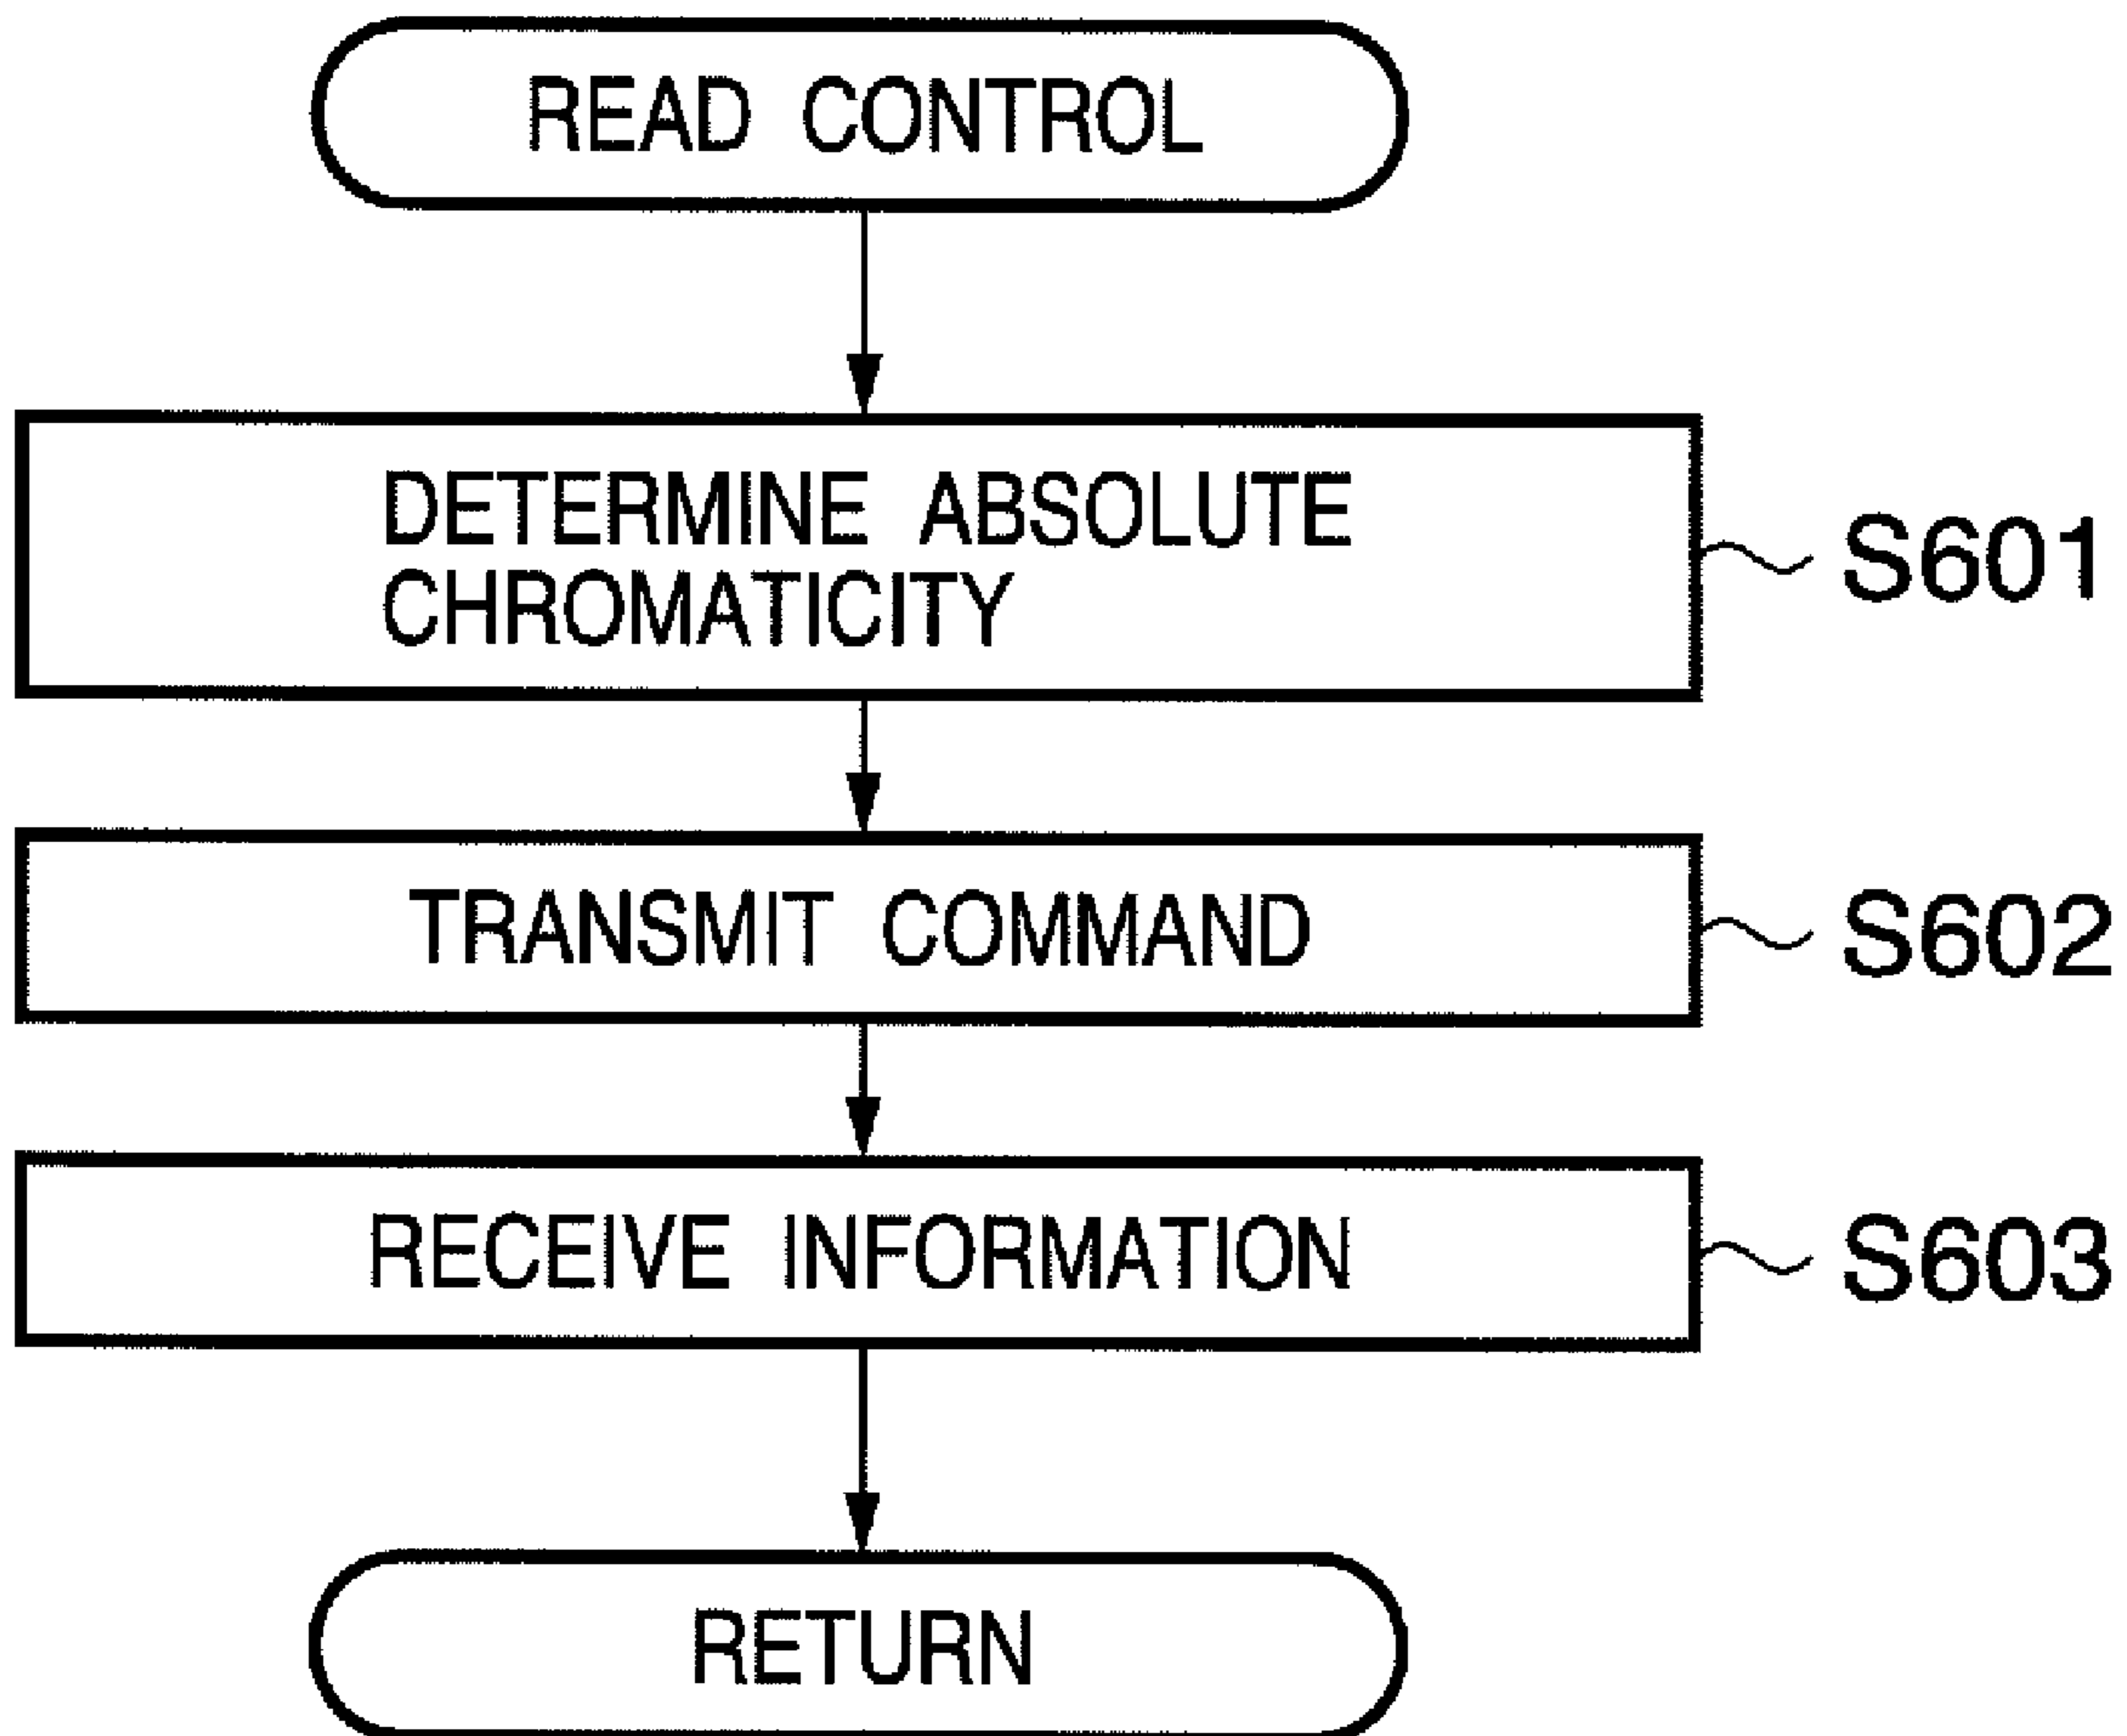 READ CONTROL
DETERMINE ABSOLUTE
CHROMATICITY
S601
TRANSMIT COMMAND
S602
RECEIVE INFORMATION
S603
RETURN